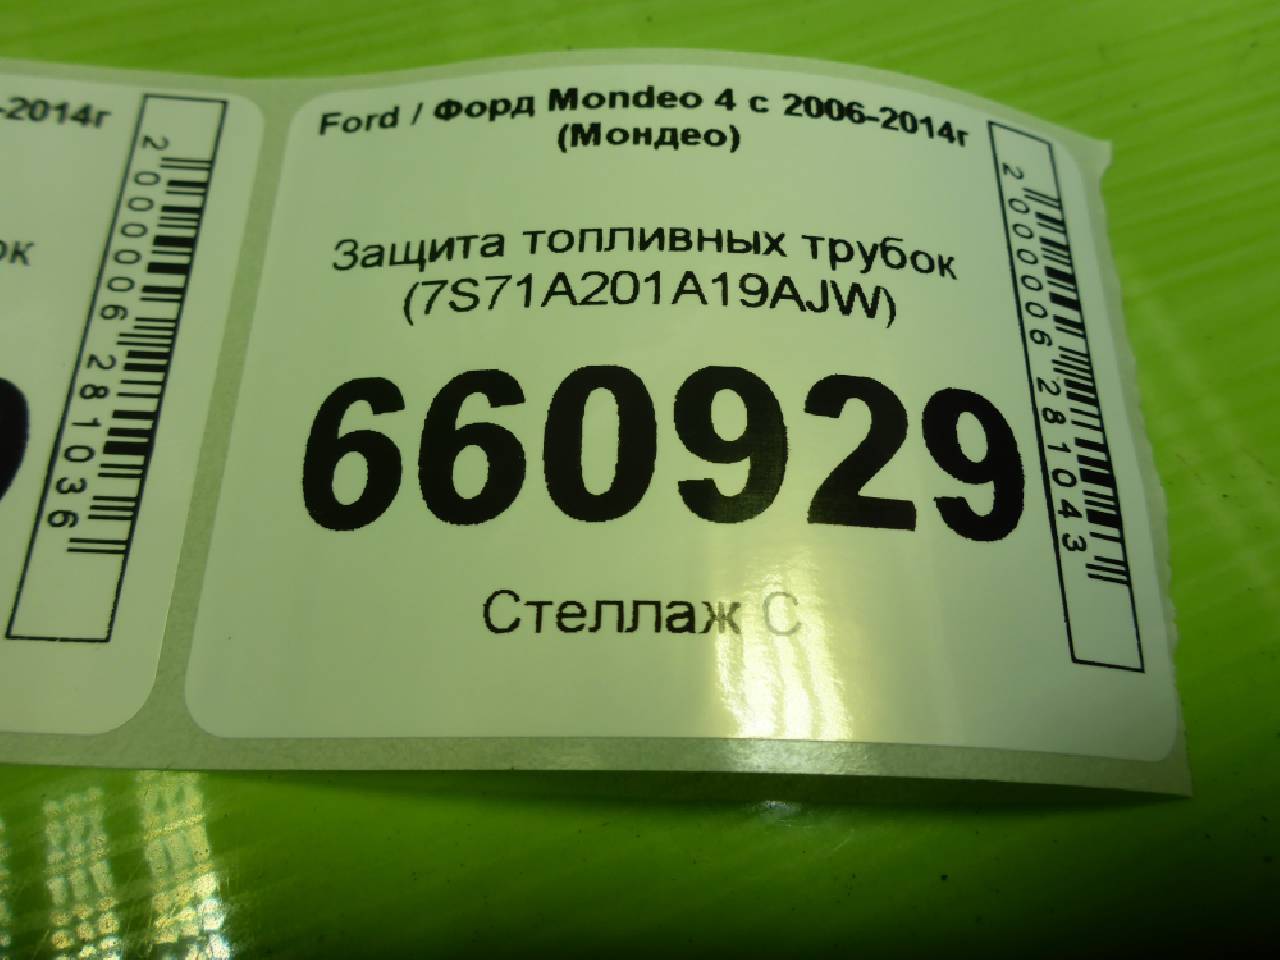 -2014г
ок
2000006281036
Ford / Форд Mondeo 4 с 2006-2014г
(Мондео)
Защита топливных трубок
(7S71A201A19AJW)
660929
Стеллаж С
2000006281043